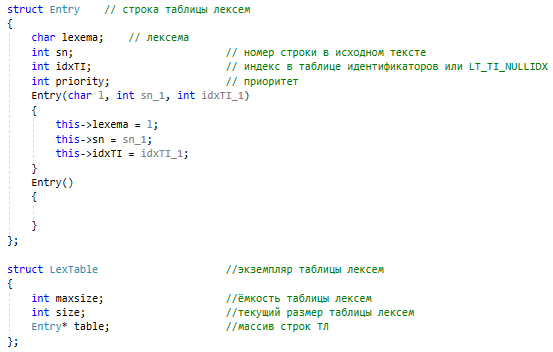 struct Entry    // строка таблицы лексем
{
    char lexema;    // лексема
    int sn;                         // номер строки в исходном тексте
    int idxTI;                      // индекс в таблице идентификаторов или LT_TI_NULLIDX
    int priority;                   // приоритет
    Entry(char l, int sn_1, int idxTI_1)
    {
        this->lexema = l;
        this->sn = sn_1;
        this->idxTI = idxTI_1;
    }
    Entry()
    {

    }
};

struct LexTable                     //экземпляр таблицы лексем
{
    int maxsize;                    //ёмкость таблицы лексем
    int size;                       //текущий размер таблицы лексем
    Entry* table;                   //массив строк ТЛ
};